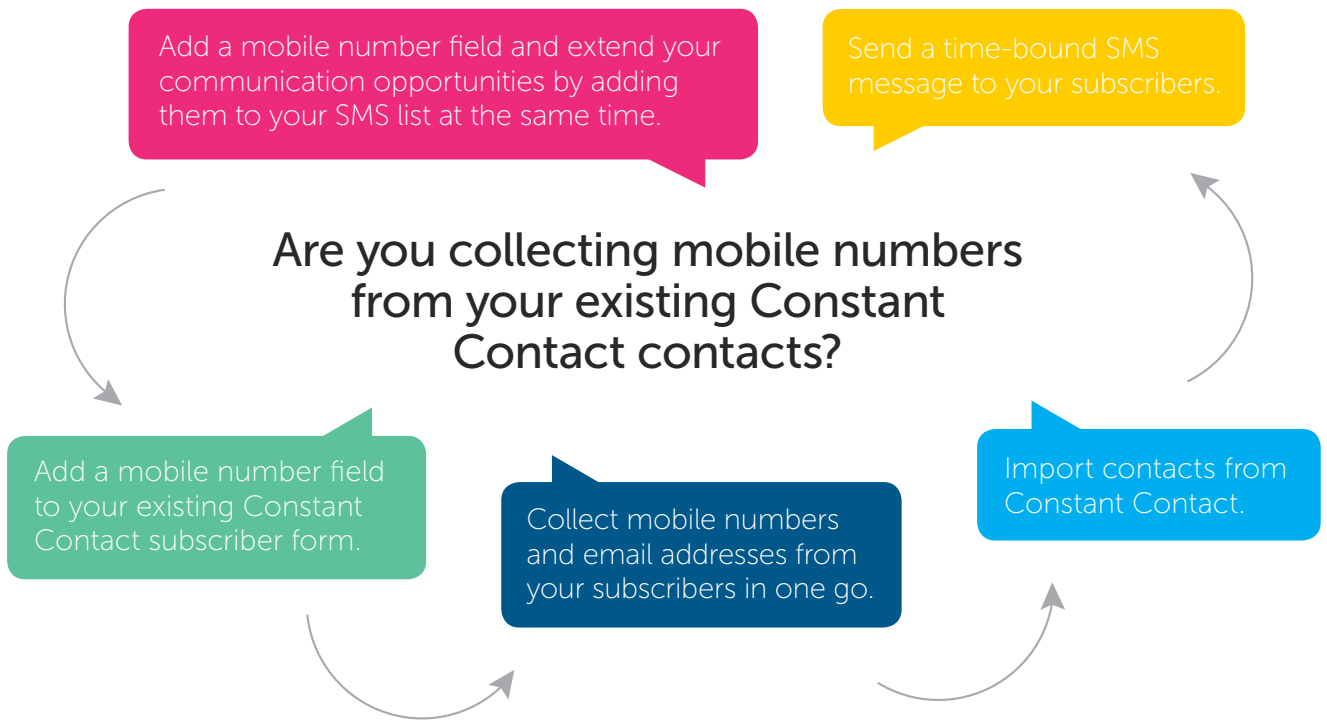 Add a mobile number field and extend your
communication opportunities by adding
them to your SMS list at the same time.
Send a time-bound SMS
message to your subscribers.
Are you collecting mobile numbers
from your existing Constant
Contact contacts?
Add a mobile number field
to your existing Constant
Contact subscriber form.
Collect mobile numbers
and email addresses from
your subscribers in one go.
Import contacts from
Constant Contact.